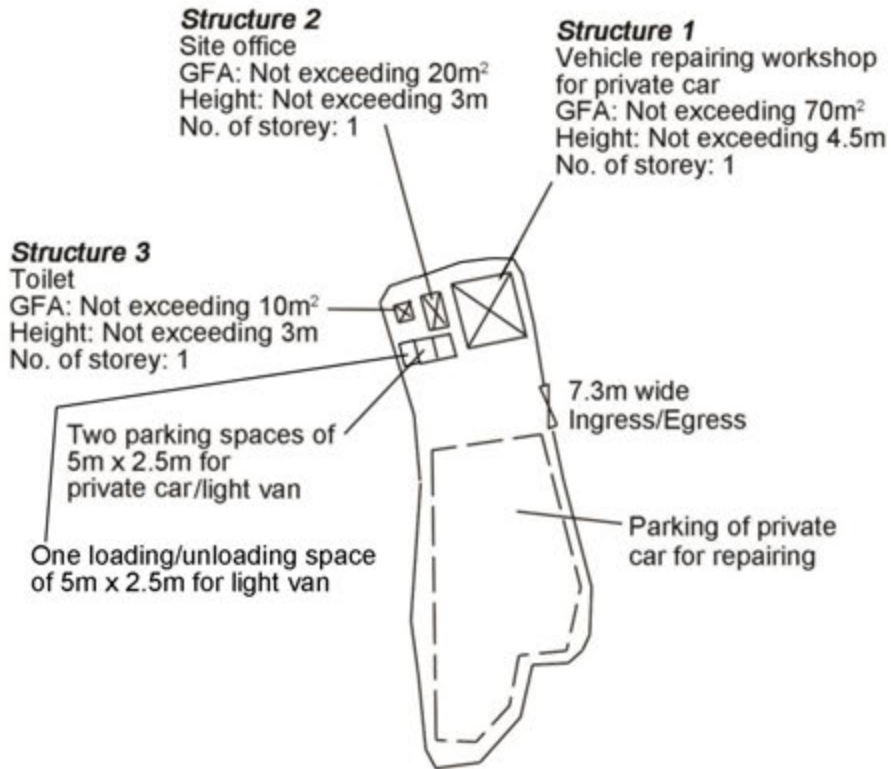 Structure 2
Site office
GFA: Not exceeding 20m²
Height: Not exceeding 3m
No. of storey: 1
Structure 1
Vehicle repairing workshop
for private car
GFA: Not exceeding 70m²
Height: Not exceeding 4.5m
No. of storey: 1
Structure 3
Toilet
GFA: Not exceeding 10m²
Height: Not exceeding 3m
No. of storey: 1
7.3m wide
Ingress/Egress
Two parking spaces of
5m x 2.5m for
private car/light van
One loading/unloading space
of 5m x 2.5m for light van
Parking of private
car for repairing